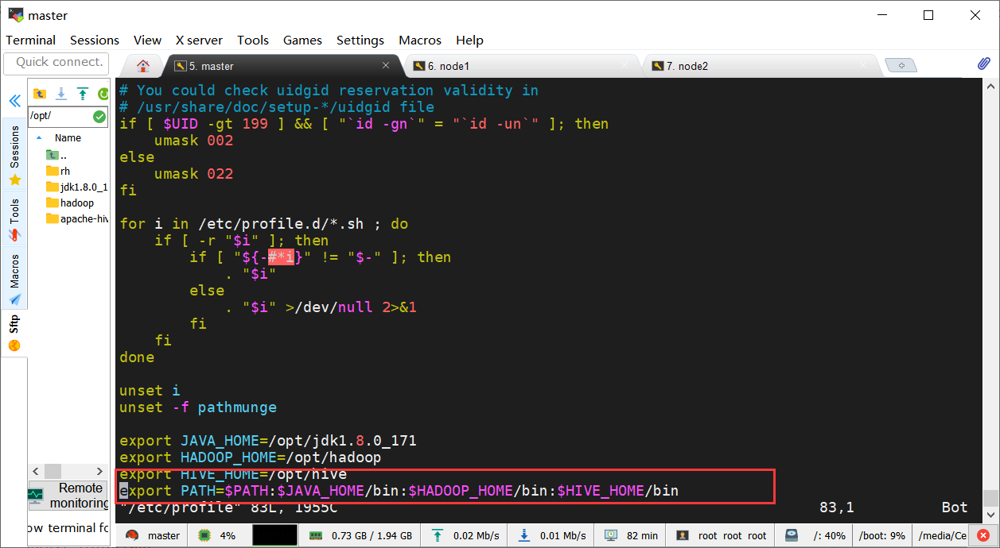 master
Terminal Sessions View X server Tools Games Settings Macros Help
Quick connect.
5. master
6. node1
7. node2
/opt/
Name
..
rh
jdk1.8.0_1
hadoop
apache-hiv
Sessions
Tools
Macros
Sftp
# You could check uidgid reservation validity in
# /usr/share/doc/setup-*/uidgid file
if [ $UID -gt 199 ] && [ "`id -gn`" = "`id -un`" ]; then
    umask 002
else
    umask 022
fi
for i in /etc/profile.d/*.sh ; do
    if [ -r "$i" ]; then
        if [ "${-#*i}" != "$-" ]; then
            . "$i"
        else
            . "$i" >/dev/null 2>&1
        fi
    fi
done
unset i
unset -f pathmunge
export JAVA_HOME=/opt/jdk1.8.0_171
export HADOOP_HOME=/opt/hadoop
export HIVE_HOME=/opt/hive
export PATH=$PATH:$JAVA_HOME/bin:$HADOOP_HOME/bin:$HIVE_HOME/bin
"/etc/profile" 83L, 1955C 83,1 Bot
Remote
monitoring
ow terminal fo
master 4% 0.73 GB / 1.94 GB 0.02 Mb/s 0.01 Mb/s 82 min root root root /: 40% /boot: 9% /media/Ce